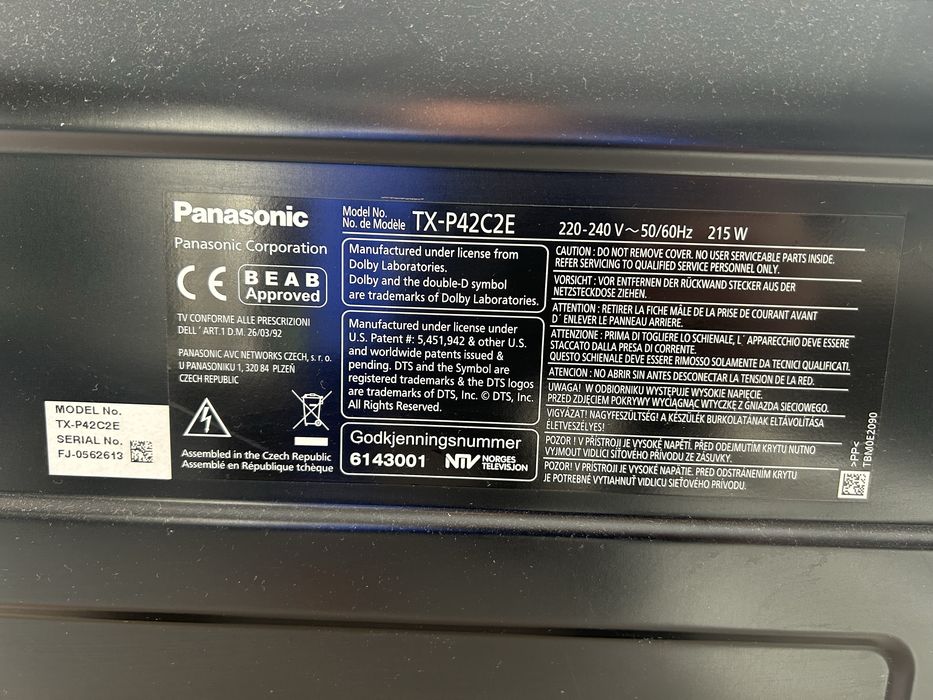 Panasonic
Panasonic Corporation
CE
BEAB
Approved
TV CONFORME ALLE PRESCRIZIONI
DELL ' ART.1 D.M. 26/03/92
PANASONIC AVC NETWORKS CZECH, s. r. o.
U PANASONIKU 1, 320 84 PLZEŇ
CZECH REPUBLIC
Assembled in the Czech Republic
Assemblé en République tchèque
MODEL No.
TX-P42C2E
SERIAL No.
FJ-0562613
Model No.
No. de Modèle TX-P42C2E
220-240 V~50/60Hz 215 W
Manufactured under license from
Dolby Laboratories.
Dolby and the double-D symbol
are trademarks of Dolby Laboratories.
Manufactured under license under
U.S. Patent #: 5,451,942 & other U.S.
and worldwide patents issued &
pending. DTS and the Symbol are
registered trademarks & the DTS logos
are trademarks of DTS, Inc. © DTS, Inc.
All Rights Reserved.
Godkjenningsnummer
6143001 NTV NORGES
TELEVISJON
CAUTION : DO NOT REMOVE COVER. NO USER SERVICEABLE PARTS INSIDE.
REFER SERVICING TO QUALIFIED SERVICE PERSONNEL ONLY.
VORSICHT : VOR ENTFERNEN DER RÜCKWAND STECKER AUS DER
NETZSTECKDOSE ZIEHEN.
ATTENTION : RETIRER LA FICHE MÂLE DE LA PRISE DE COURANT AVANT
D' ENLEVER LE PANNEAU ARRIERE.
ATTENZIONE : PRIMA DI TOGLIERE LO SCHIENALE, L' APPARECCHIO DEVE ESSERE
STACCATO DALLA PRESA DI CORRENTE.
QUESTO SCHIENALE DEVE ESSERE RIMOSSO SOLAMENTE DA TECNICI QUALIFICATI.
ATENCION : NO ABRIR SIN ANTES DESCONECTAR LA TENSION DE LA RED.
UWAGA! W ODBIORNIKU WYSTĘPUJE WYSOKIE NAPIĘCIE.
PRZED ZDJĘCIEM POKRYWY WYCIĄGNĄĆ WTYCZKĘ Z GNIAZDA SIECIOWEGO.
VIGYÁZAT! NAGYFESZÜLTSÉG! A KÉSZÜLÉK BURKOLATÁNAK ELTÁVOLÍTÁSA
ÉLETVESZÉLYES!
POZOR ! V PŘÍSTROJI JE VYSOKÉ NAPĚTÍ. PŘED ODEJMUTÍM KRYTU NUTNO
VYJMOUT VIDLICI SÍŤOVÉHO PŘÍVODU ZE ZÁSUVKY.
POZOR! V PRÍSTROJI JE VYSOKÉ NAPÄTIE. PRED ODSTRÁNENÍM KRYTU
JE POTREBNÉ VYTIAHNUŤ VIDLICU SIEŤOVÉHO PRÍVODU.
>PP<
TBM0E2090